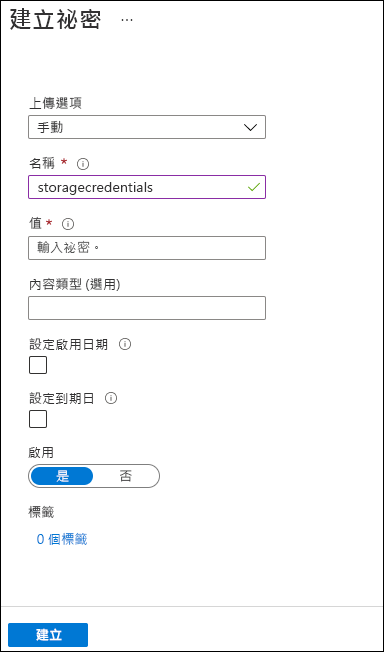 建立祕密 …
上傳選項
手動
名稱 *
storagecredentials
值 *
輸入祕密。
內容類型 (選用)
設定啟用日期
設定到期日
啟用
是 否
標籤
0 個標籤
建立